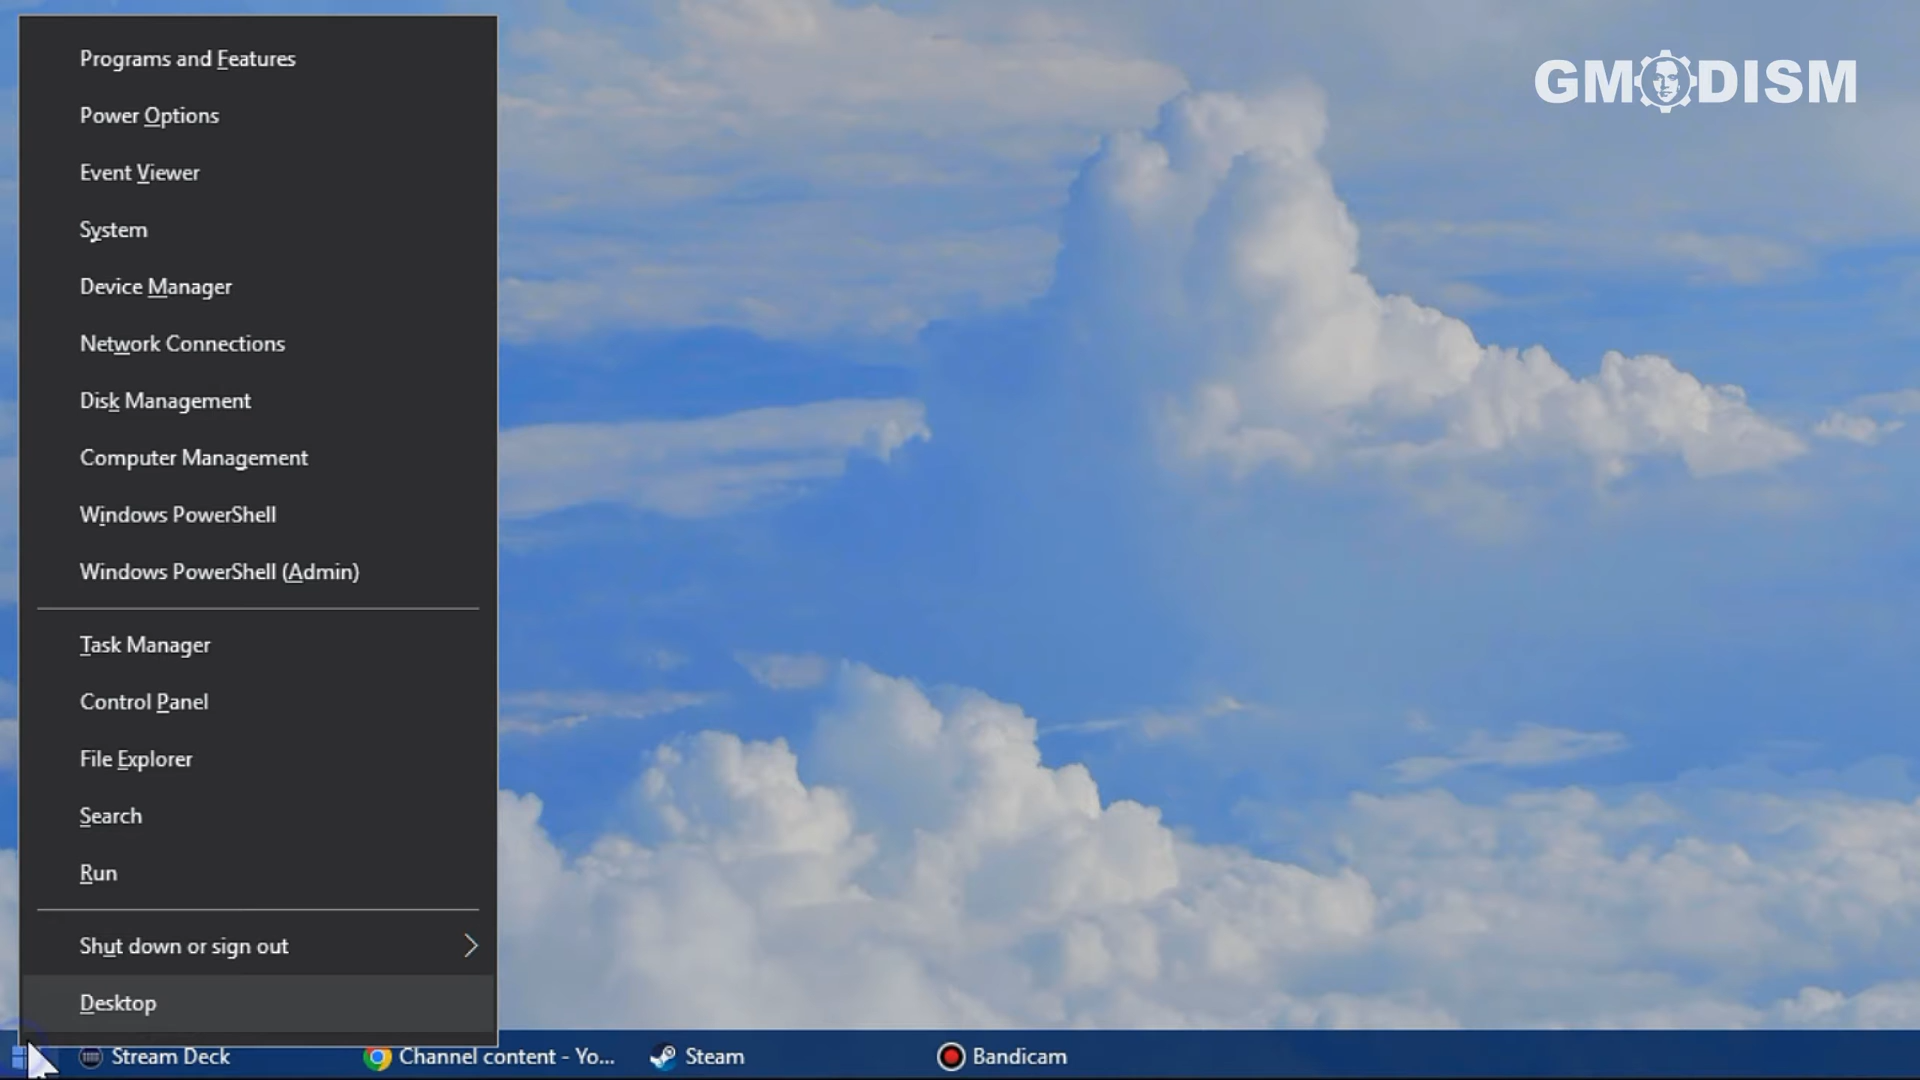 Programs and Features
Power Options
Event Viewer
System
Device Manager
Network Connections
Disk Management
Computer Management
Windows PowerShell
Windows PowerShell (Admin)
Task Manager
Control Panel
File Explorer
Search
Run
Shut down or sign out
Desktop
GMODISM
Stream Deck
Channel content - Yo...
Steam
Bandicam